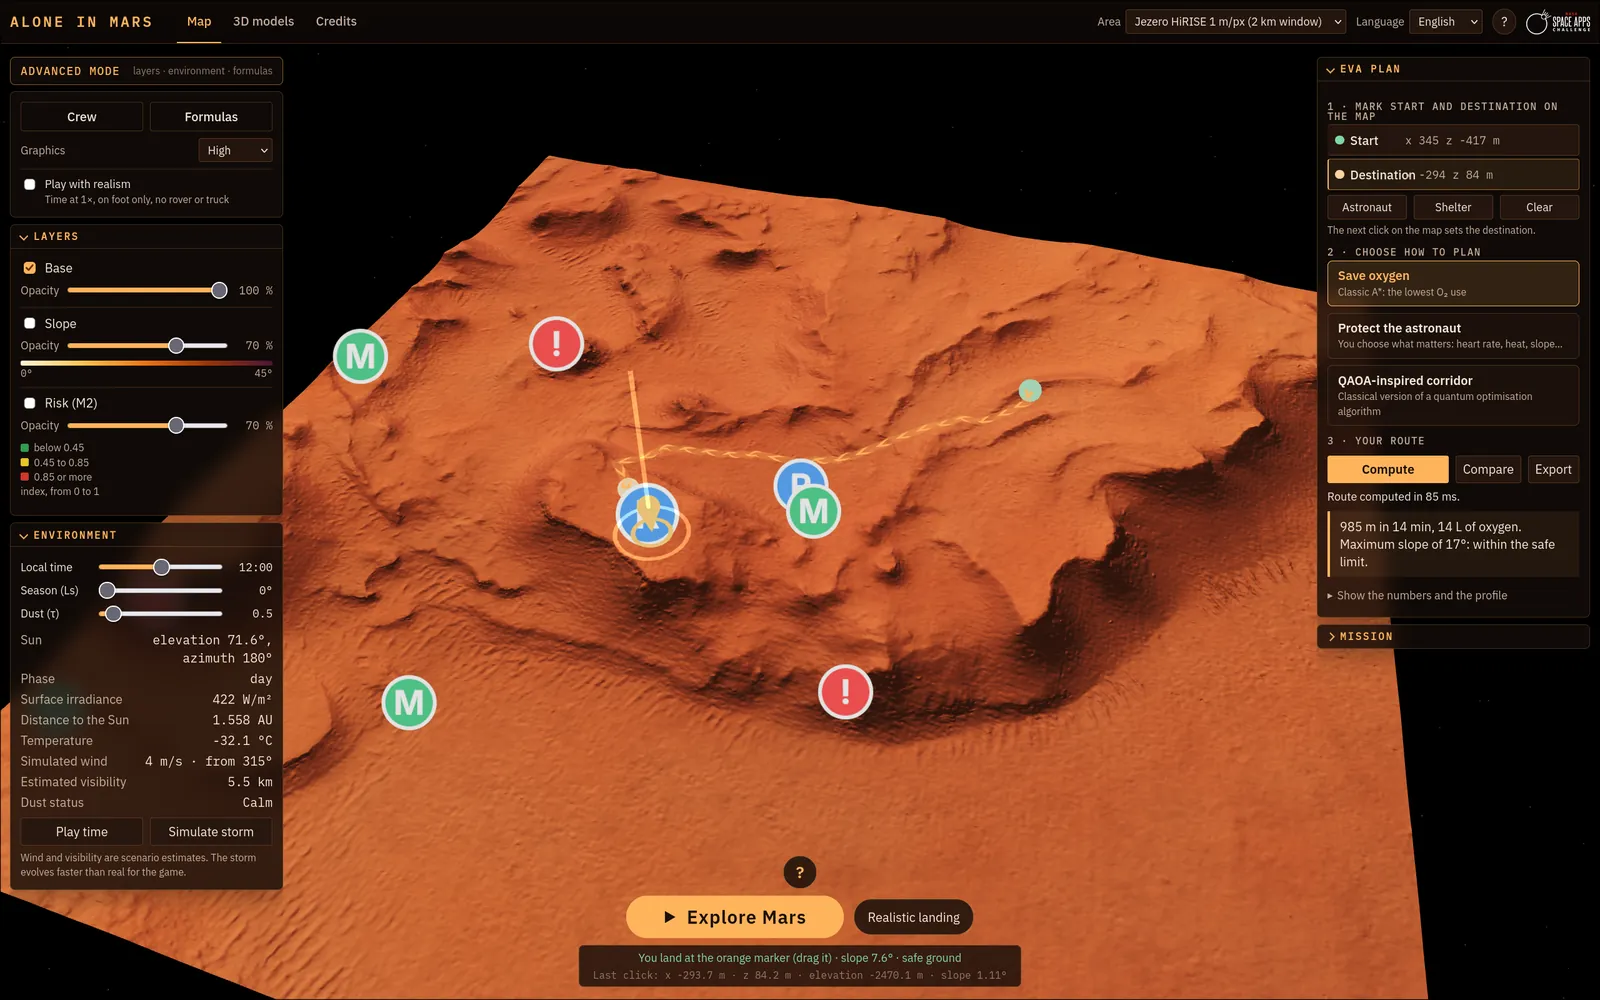 ALONE IN MARS
Map
3D models
Credits
Area
Jezero HiRISE 1 m/px (2 km window)
Language
English
?
SPACE APPS
CHALLENGE
ADVANCED MODE
layers · environment · formulas
Crew
Formulas
Graphics
High
Play with realism
Time at 1×, on foot only, no rover or truck
LAYERS
Base
Opacity
100 %
Slope
Opacity
70 %
0°
45°
Risk (M2)
Opacity
70 %
below 0.45
0.45 to 0.85
0.85 or more
index, from 0 to 1
ENVIRONMENT
Local time
12:00
Season (Ls)
0°
Dust (τ)
0.5
Sun
elevation 71.6°,
azimuth 180°
Phase
day
Surface irradiance
422 W/m²
Distance to the Sun
1.558 AU
Temperature
-32.1 °C
Simulated wind
4 m/s · from 315°
Estimated visibility
5.5 km
Dust status
Calm
Play time
Simulate storm
Wind and visibility are scenario estimates. The storm
evolves faster than real for the game.
M
!
M
M
!
?
Explore Mars
Realistic landing
You land at the orange marker (drag it) · slope 7.6° · safe ground
Last click: x -293.7 m · z 84.2 m · elevation -2470.1 m · slope 1.11°
EVA PLAN
1 · MARK START AND DESTINATION ON
THE MAP
Start
x 345 z -417 m
Destination
-294 z 84 m
Astronaut
Shelter
Clear
The next click on the map sets the destination.
2 · CHOOSE HOW TO PLAN
Save oxygen
Classic A*: the lowest O₂ use
Protect the astronaut
You choose what matters: heart rate, heat, slope...
QAOA-inspired corridor
Classical version of a quantum optimisation
algorithm
3 · YOUR ROUTE
Compute
Compare
Export
Route computed in 85 ms.
985 m in 14 min, 14 L of oxygen.
Maximum slope of 17°: within the safe
limit.
Show the numbers and the profile
MISSION